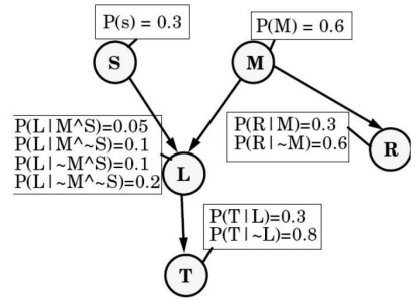 P(s) = 0.3
P(M) = 0.6
S
M
P(L|M^S)=0.05
P(L|M^~S)=0.1
P(L|~M^S)=0.1
P(L|~M^~S)=0.2
P(R|M)=0.3
P(R|~M)=0.6
R
L
P(T|L)=0.3
P(T|~L)=0.8
T